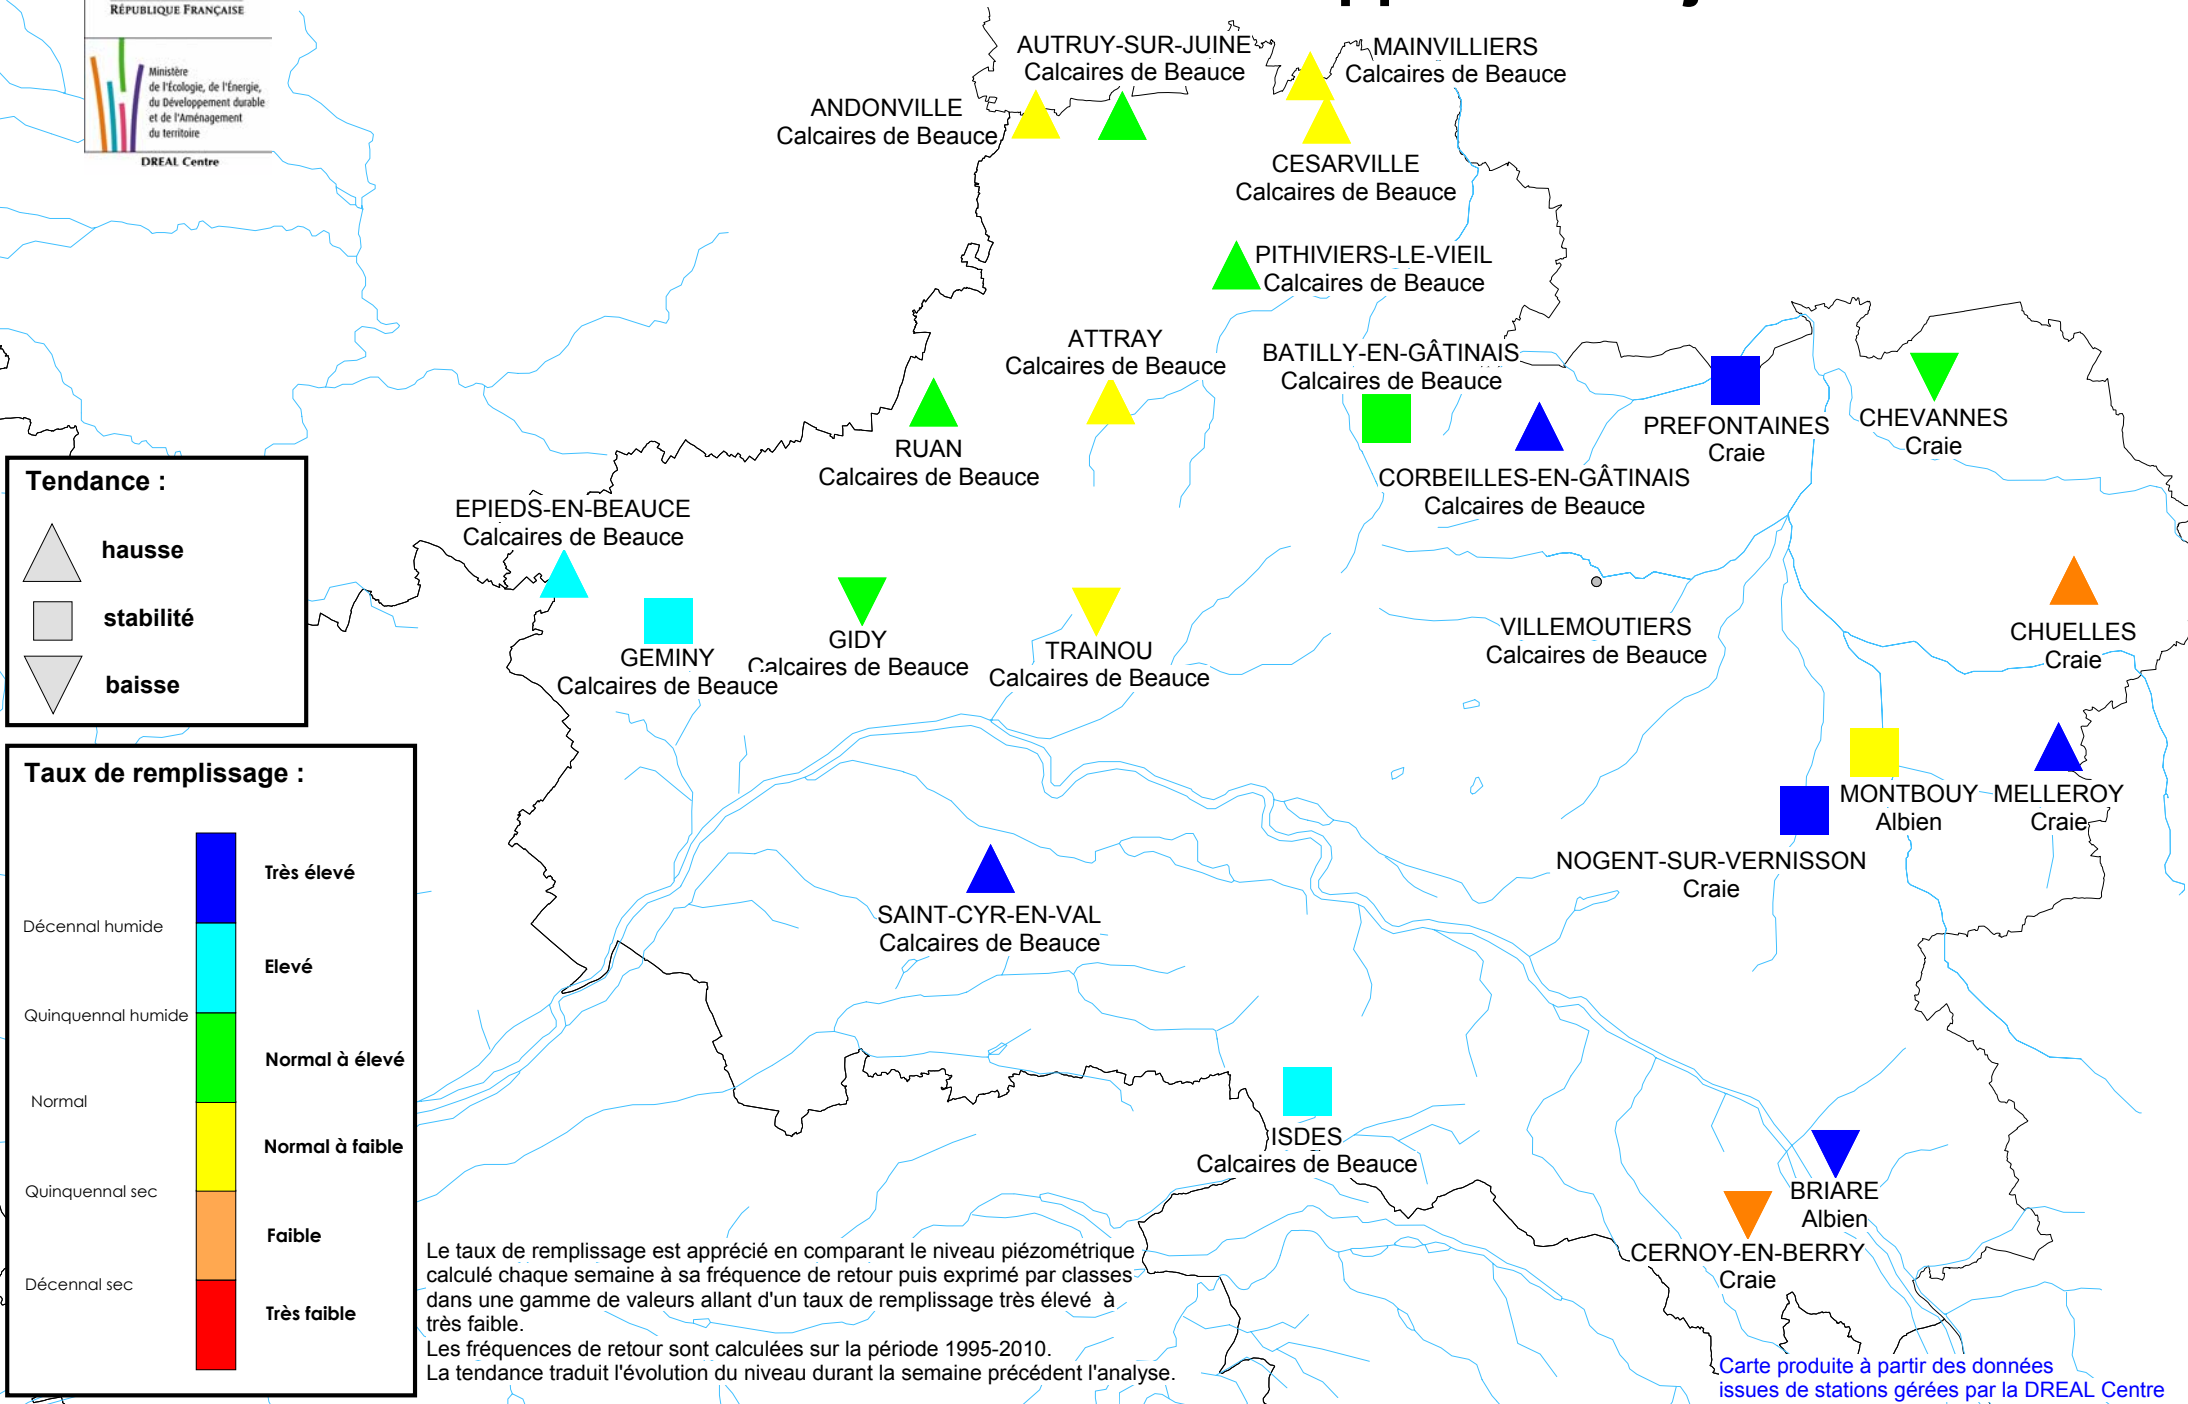 RÉPUBLIQUE FRANÇAISE
Ministère
de l'Écologie, de l'Énergie,
du Développement durable
et de l'Aménagement
du territoire
DREAL Centre
AUTRUY-SUR-JUINE
Calcaires de Beauce
MAINVILLIERS
Calcaires de Beauce
ANDONVILLE
Calcaires de Beauce
CESARVILLE
Calcaires de Beauce
PITHIVIERS-LE-VIEIL
Calcaires de Beauce
ATTRAY
Calcaires de Beauce
BATILLY-EN-GÂTINAIS
Calcaires de Beauce
RUAN
Calcaires de Beauce
CORBEILLES-EN-GÂTINAIS
Calcaires de Beauce
PREFONTAINES
Craie
CHEVANNES
Craie
Tendance :
hausse
stabilité
baisse
EPIEDS-EN-BEAUCE
Calcaires de Beauce
GEMINY
Calcaires de Beauce
GIDY
Calcaires de Beauce
TRAINOU
Calcaires de Beauce
VILLEMOUTIERS
Calcaires de Beauce
CHUELLES
Craie
MONTBOUY
Albien
MELLEROY
Craie
NOGENT-SUR-VERNISSON
Craie
SAINT-CYR-EN-VAL
Calcaires de Beauce
ISDES
Calcaires de Beauce
BRIARE
Albien
CERNOY-EN-BERRY
Craie
Taux de remplissage :
Très élevé
Décennal humide
Elevé
Quinquennal humide
Normal à élevé
Normal
Normal à faible
Quinquennal sec
Faible
Décennal sec
Très faible
Le taux de remplissage est apprécié en comparant le niveau piézométrique
calculé chaque semaine à sa fréquence de retour puis exprimé par classes
dans une gamme de valeurs allant d'un taux de remplissage très élevé à
très faible.
Les fréquences de retour sont calculées sur la période 1995-2010.
La tendance traduit l'évolution du niveau durant la semaine précédent l'analyse.
Carte produite à partir des données
issues de stations gérées par la DREAL Centre